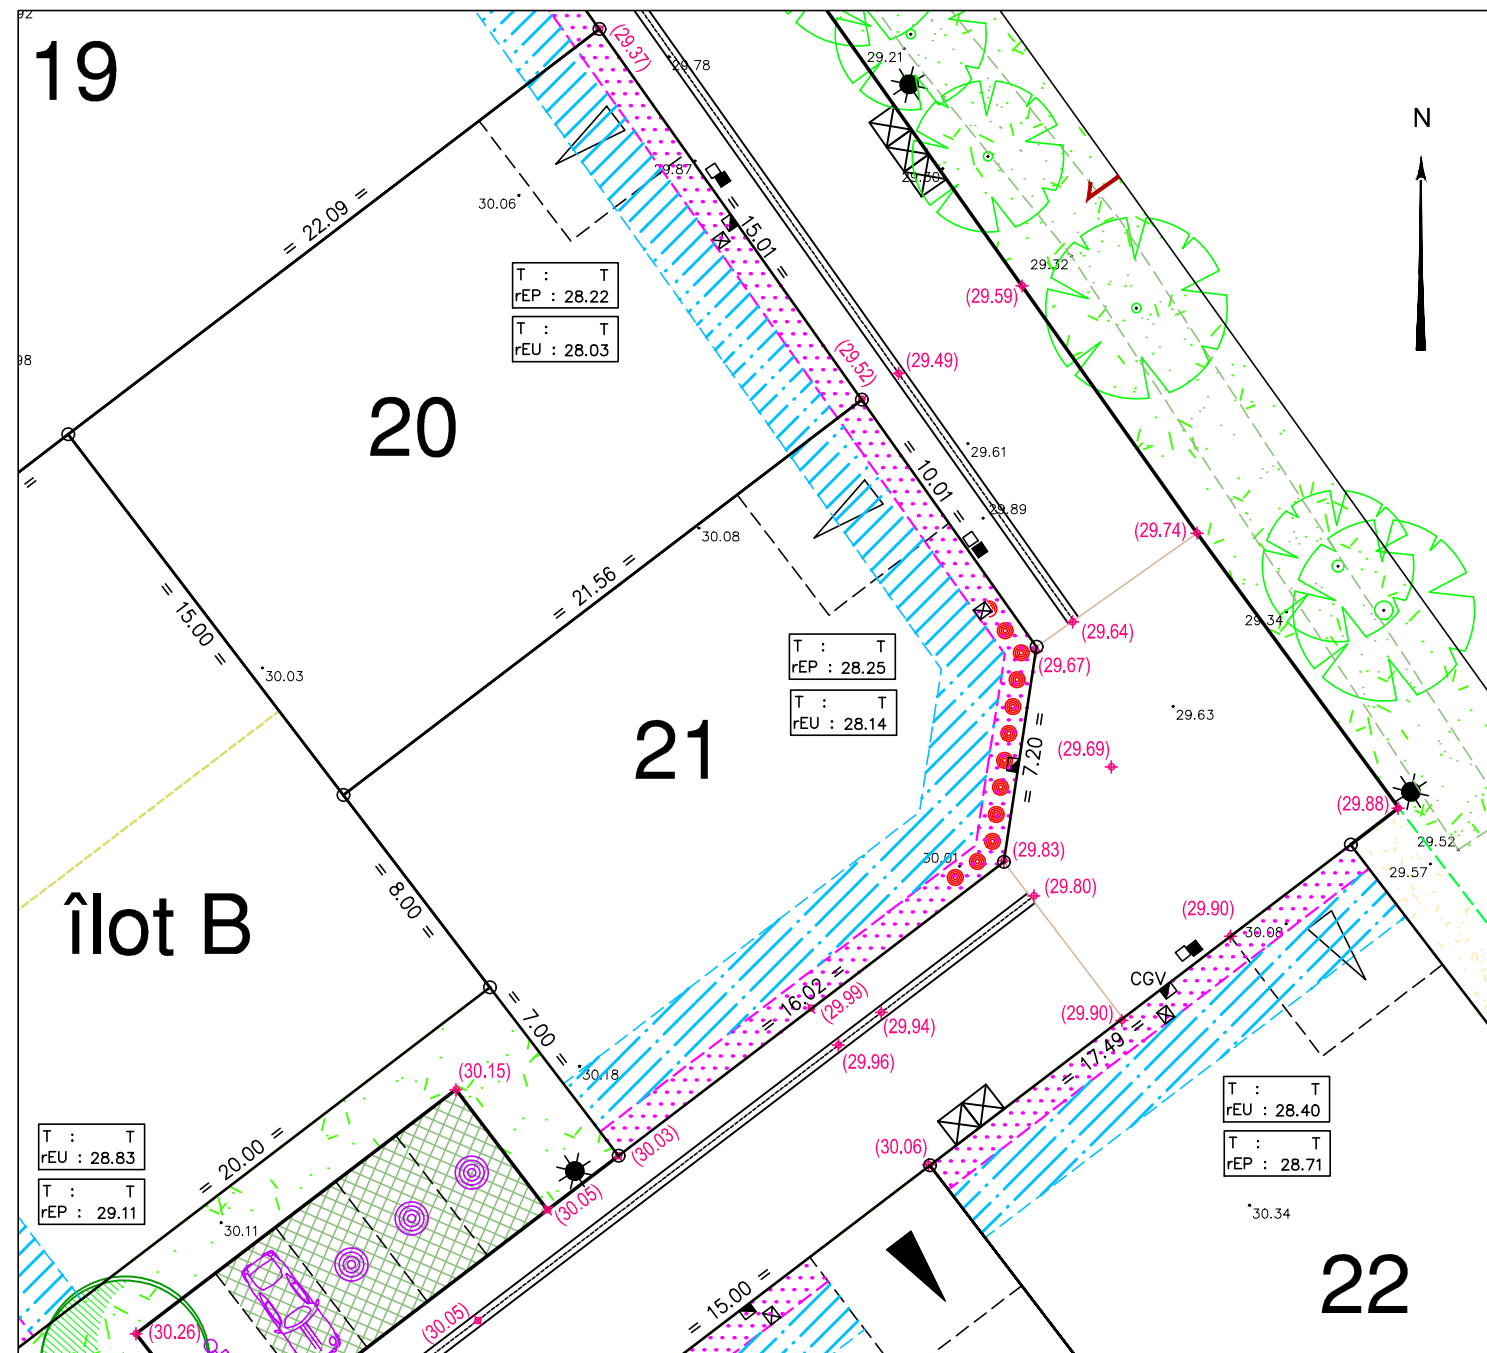 19
(29.37)
29.78
29.21
N
= 22.09 =
29.87
30.06
29.30
= 15.01 =
29.32
(29.59)
T : T
rEP : 28.22
T : T
rEU : 28.03
98
(29.52)
(29.49)
20
29.61
= 10.01 =
29.89
30.08
(29.74)
= 21.56 =
= 15.00 =
29.34
(29.64)
(29.67)
T : T
rEP : 28.25
30.03
T : T
rEU : 28.14
29.63
21
(29.69)
= 7.20 =
(29.88)
29.52
(29.83)
30.01
29.57
= 8.00 =
(29.80)
îlot B
(29.90)
30.08
CGV
= 7.00 =
= 16.02 =
(29.99)
(29.94)
(29.90)
= 17.49 =
(29.96)
30.18
(30.15)
T : T
rEU : 28.40
T : T
rEP : 28.71
T : T
rEU : 28.83
= 20.00 =
(30.03)
(30.06)
T : T
rEP : 29.11
(30.05)
30.11
30.34
22
= 15.00 =
(30.05)
(30.26)